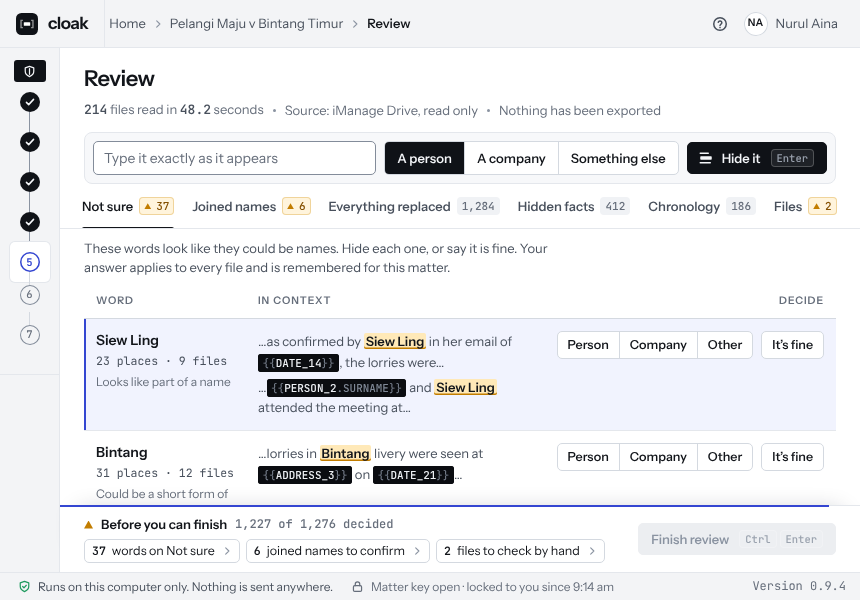 cloak Home Pelangi Maju v Bintang Timur Review NA Nurul Aina
Review
214 files read in 48.2 seconds • Source: iManage Drive, read only • Nothing has been exported
Type it exactly as it appears A person A company Something else Hide it Enter
Not sure 37 Joined names 6 Everything replaced 1,284 Hidden facts 412 Chronology 186 Files 2
These words look like they could be names. Hide each one, or say it is fine. Your
answer applies to every file and is remembered for this matter.
5
6
7
WORD IN CONTEXT DECIDE
Siew Ling
23 places · 9 files
Looks like part of a name
…as confirmed by Siew Ling in her email of
{{DATE_14}}, the lorries were…
…{{PERSON_2.SURNAME}} and Siew Ling
attended the meeting at…
Person Company Other It's fine
Bintang
31 places · 12 files
Could be a short form of
…lorries in Bintang livery were seen at
{{ADDRESS_3}} on {{DATE_21}}…
Person Company Other It's fine
Before you can finish 1,227 of 1,276 decided
37 words on Not sure 6 joined names to confirm 2 files to check by hand
Finish review Ctrl Enter
Runs on this computer only. Nothing is sent anywhere. Matter key open · locked to you since 9:14 am Version 0.9.4